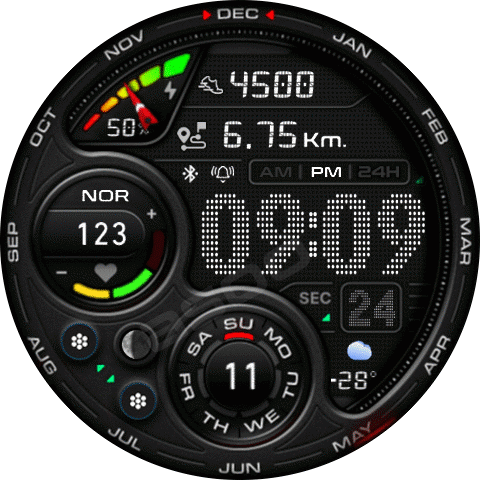 DEC
JAN
FEB
MAR
APR
MAY
JUN
JUL
AUG
SEP
OCT
NOV
50%
4500
6.75 Km.
AM | PM | 24H
09:09
NOR
+
123
−
SEC 24
-28°
SU
MO
TU
WE
TH
FR
SA
11